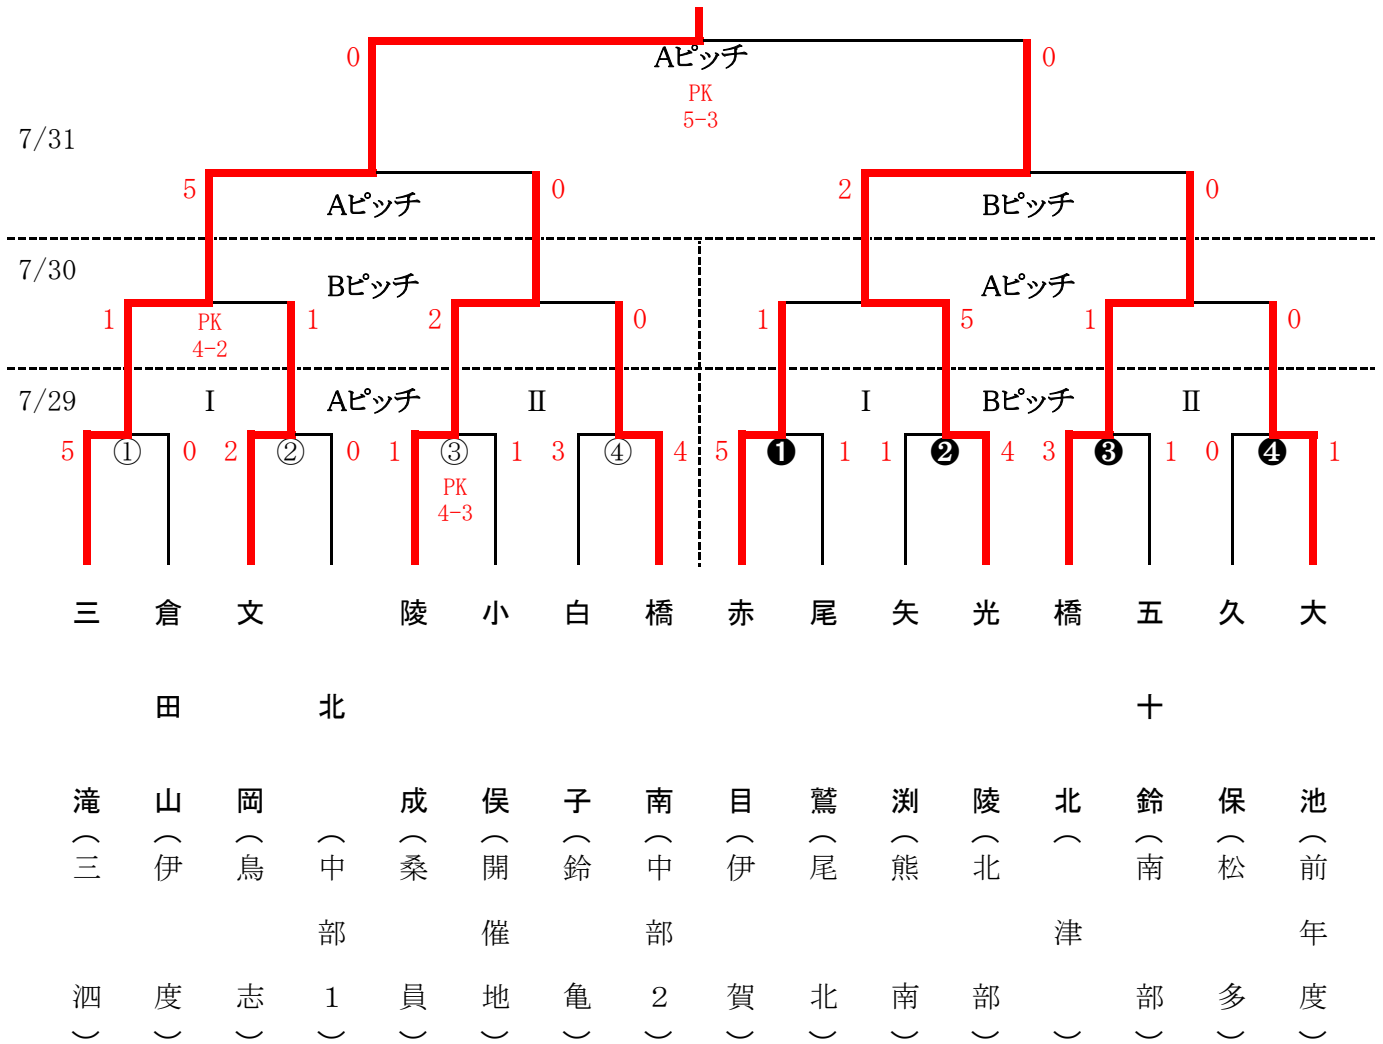 0 Aピッチ 0
PK
5-3
7/31
5 Aピッチ 0 2 Bピッチ 0
7/30 Bピッチ Aピッチ
1 PK 1 2 0 1 5 1 0
4-2
7/29 Ⅰ Aピッチ Ⅱ Ⅰ Bピッチ Ⅱ
5 ① 0 2 ② 0 1 ③ 1 3 ④ 4 5 ❶ 1 1 ❷ 4 3 ❸ 1 0 ❹ 1
PK
4-3
三滝（三泗）
倉田山（伊度）
文岡（鳥志）
北（中部1）
陵成（桑員）
小俣（開催地）
白子（鈴亀）
橋南（中部2）
赤目（伊賀）
尾鷲（尾北）
矢渕（熊南）
光陵（北部）
橋北（津）
五十鈴（南部）
久保（松多）
大池（前年度）